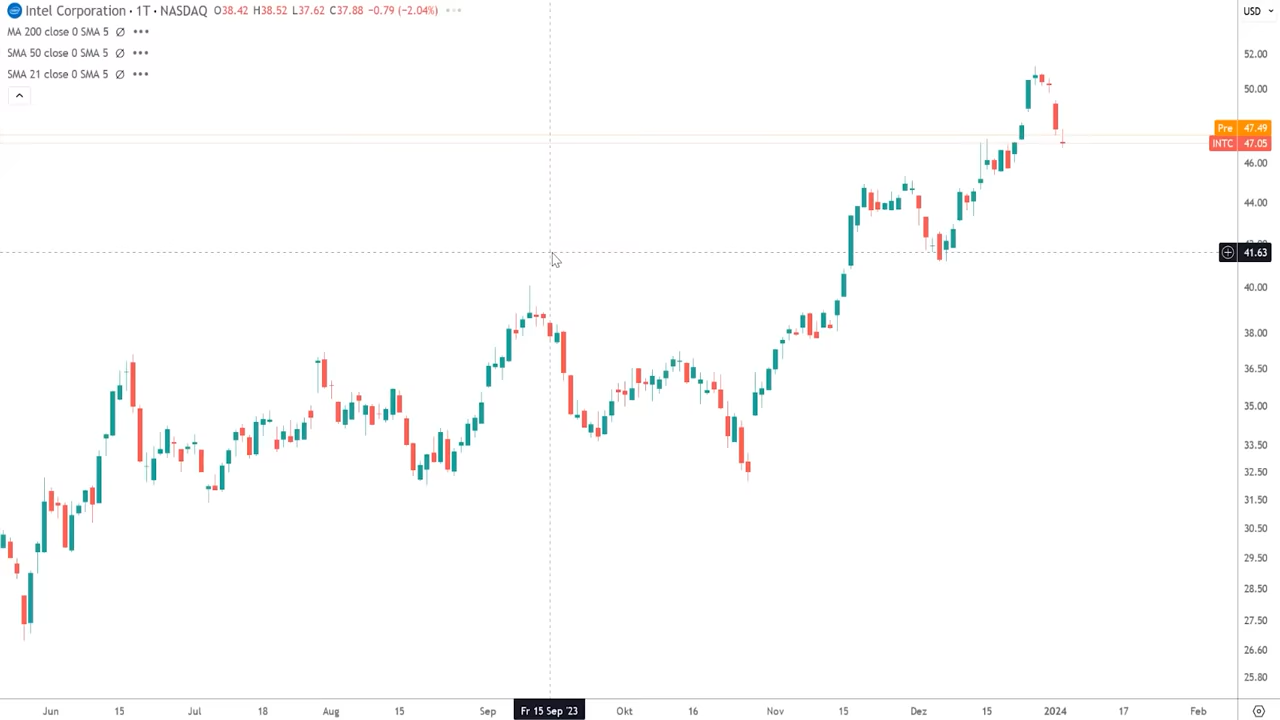 Intel Corporation · 1T · NASDAQ O38.42 H38.52 L37.62 C37.88 −0.79 (−2.04%)
MA 200 close 0 SMA 5
SMA 50 close 0 SMA 5
SMA 21 close 0 SMA 5
USD
52.00
50.00
Pre 47.49
INTC 47.05
46.00
44.00
41.63
40.00
38.00
36.50
35.00
33.50
32.50
31.50
30.50
29.50
28.50
27.50
26.60
25.80
Jun 15 Jul 18 Aug 15 Sep Fr 15 Sep '23 Okt 16 Nov 15 Dez 15 2024 17 Feb